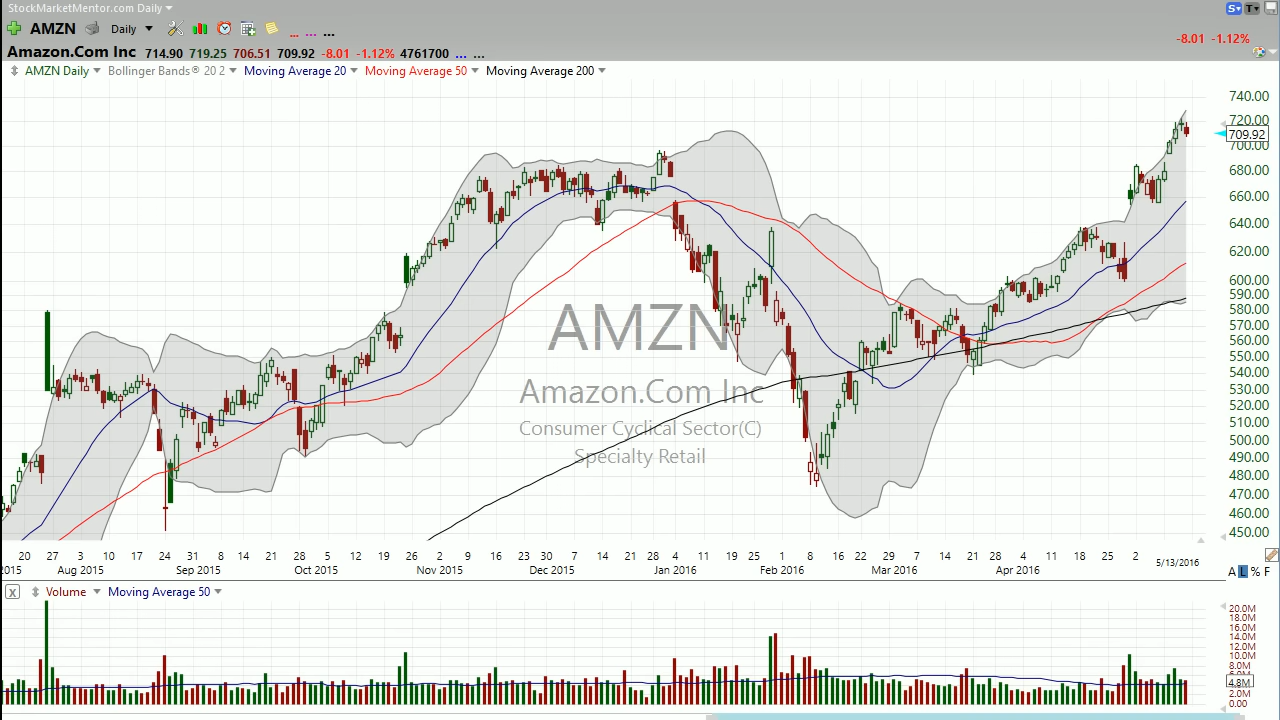 StockMarketMentor.com Daily
AMZN Daily
S T
Amazon.Com Inc 714.90 719.25 706.51 709.92 -8.01 -1.12% 4761700 ... ...
-8.01 -1.12%
AMZN Daily Bollinger Bands® 20 2 Moving Average 20 Moving Average 50 Moving Average 200
740.00
720.00
709.92
700.00
680.00
660.00
640.00
620.00
600.00
590.00
580.00
570.00
560.00
550.00
540.00
530.00
520.00
510.00
500.00
490.00
480.00
470.00
460.00
450.00
AMZN
Amazon.Com Inc
Consumer Cyclical Sector(C)
Specialty Retail
20 27 3 10 17 24 31 8 14 21 28 5 12 19 26 2 9 16 23 30 7 14 21 28 4 11 19 25 1 8 16 22 29 7 14 21 28 4 11 18 25 2
2015 Aug 2015 Sep 2015 Oct 2015 Nov 2015 Dec 2015 Jan 2016 Feb 2016 Mar 2016 Apr 2016 5/13/2016
A L % F
X Volume Moving Average 50
20.0M
18.0M
16.0M
14.0M
12.0M
10.0M
8.0M
4.8M
2.0M
0.00